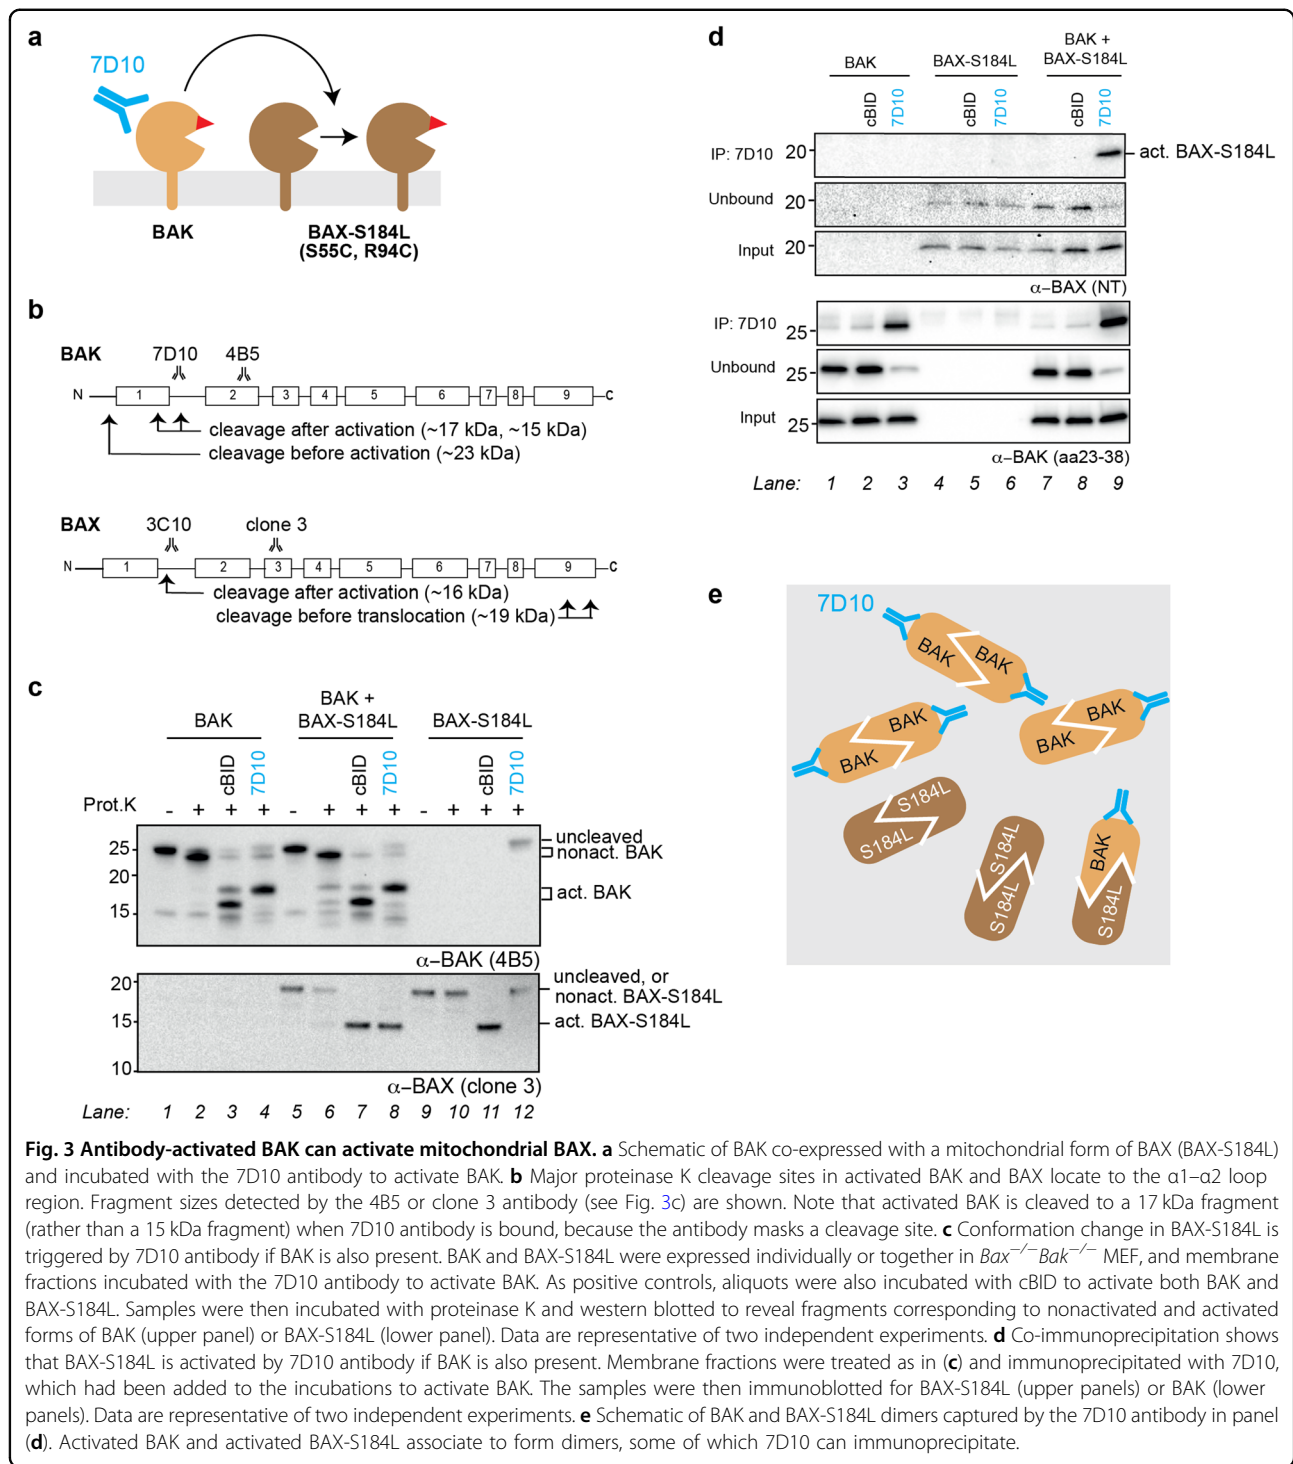 a
7D10
BAK
BAX-S184L
(S55C, R94C)
b
BAK
7D10
4B5
N
1
2
3
4
5
6
7
8
9
C
cleavage after activation (~17 kDa, ~15 kDa)
cleavage before activation (~23 kDa)
BAX
3C10
clone 3
N
1
2
3
4
5
6
7
8
9
C
cleavage after activation (~16 kDa)
cleavage before translocation (~19 kDa)
c
BAK
BAK +
BAX-S184L
BAX-S184L
cBID
7D10
cBID
7D10
cBID
7D10
Prot.K
- + + + - + + + - + + +
25
20
15
uncleaved
nonact. BAK
act. BAK
α–BAK (4B5)
20
15
10
uncleaved, or
nonact. BAX-S184L
act. BAX-S184L
α–BAX (clone 3)
Lane: 1 2 3 4 5 6 7 8 9 10 11 12
d
BAK
BAX-S184L
BAK +
BAX-S184L
cBID
7D10
cBID
7D10
cBID
7D10
IP: 7D10
20
act. BAX-S184L
Unbound
20
Input
20
α–BAX (NT)
IP: 7D10
25
Unbound
25
Input
25
α–BAK (aa23-38)
Lane: 1 2 3 4 5 6 7 8 9
e
7D10
BAK
BAK
BAK
BAK
BAK
BAK
S184L
S184L
S184L
S184L
BAK
S184L
Fig. 3 Antibody-activated BAK can activate mitochondrial BAX. a Schematic of BAK co-expressed with a mitochondrial form of BAX (BAX-S184L)
and incubated with the 7D10 antibody to activate BAK. b Major proteinase K cleavage sites in activated BAK and BAX locate to the α1–α2 loop
region. Fragment sizes detected by the 4B5 or clone 3 antibody (see Fig. 3c) are shown. Note that activated BAK is cleaved to a 17 kDa fragment
(rather than a 15 kDa fragment) when 7D10 antibody is bound, because the antibody masks a cleavage site. c Conformation change in BAX-S184L is
triggered by 7D10 antibody if BAK is also present. BAK and BAX-S184L were expressed individually or together in Bax−/−Bak−/− MEF, and membrane
fractions incubated with the 7D10 antibody to activate BAK. As positive controls, aliquots were also incubated with cBID to activate both BAK and
BAX-S184L. Samples were then incubated with proteinase K and western blotted to reveal fragments corresponding to nonactivated and activated
forms of BAK (upper panel) or BAX-S184L (lower panel). Data are representative of two independent experiments. d Co-immunoprecipitation shows
that BAX-S184L is activated by 7D10 antibody if BAK is also present. Membrane fractions were treated as in (c) and immunoprecipitated with 7D10,
which had been added to the incubations to activate BAK. The samples were then immunoblotted for BAX-S184L (upper panels) or BAK (lower
panels). Data are representative of two independent experiments. e Schematic of BAK and BAX-S184L dimers captured by the 7D10 antibody in panel
(d). Activated BAK and activated BAX-S184L associate to form dimers, some of which 7D10 can immunoprecipitate.